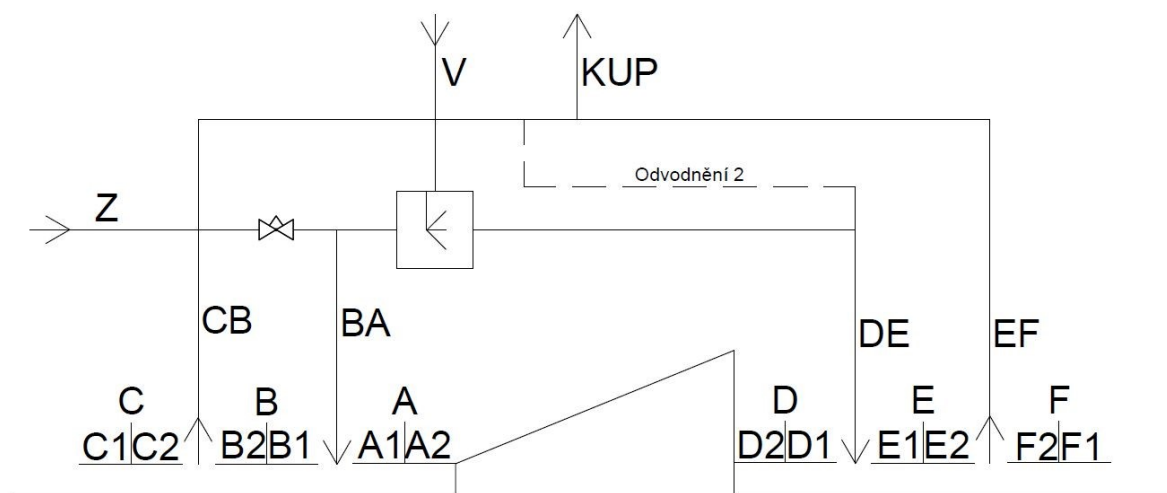 V
KUP
Odvodnění 2
Z
CB
BA
DE
EF
C
B
A
D
E
F
C1 C2
B2 B1
A1 A2
D2 D1
E1 E2
F2 F1